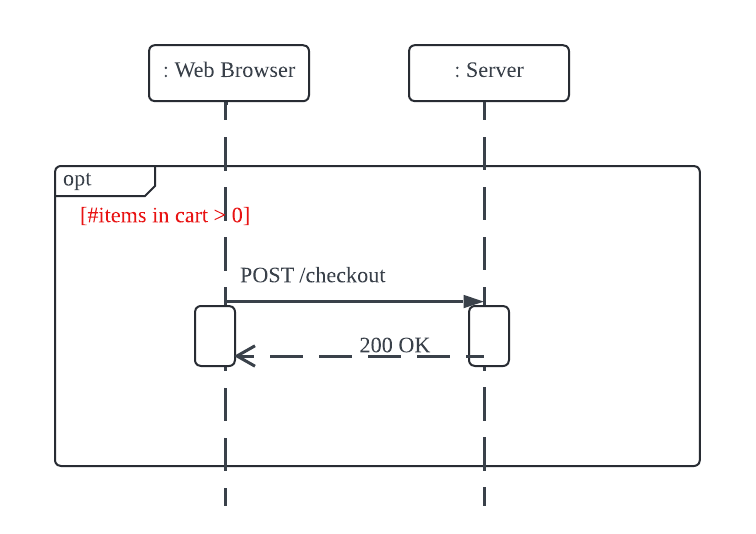 : Web Browser
: Server
opt
[#items in cart > 0]
POST /checkout
200 OK